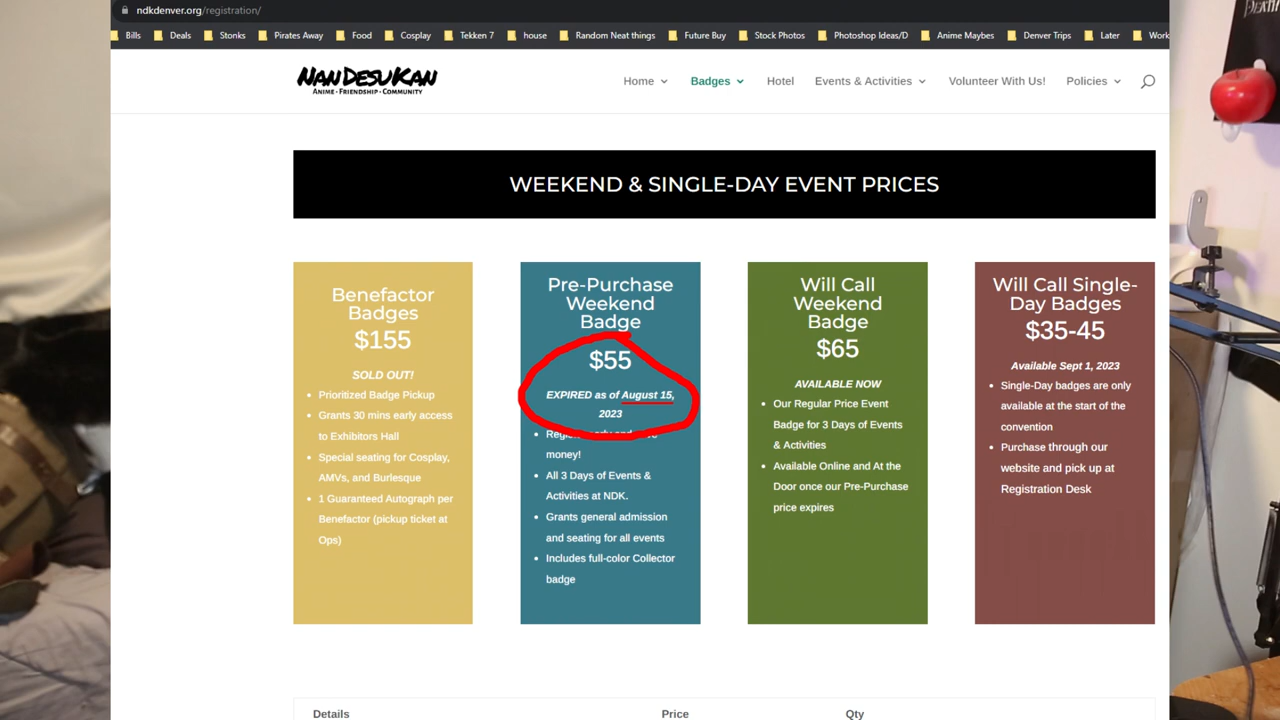 DEATH
ndkdenver.org/registration/
Bills Deals Stonks Pirates Away Food Cosplay Tekken 7 house Random Neat things Future Buy Stock Photos Photoshop Ideas/D Anime Maybes Denver Trips Later Work
NanDesuKan
Anime · Friendship · Community
Home Badges Hotel Events & Activities Volunteer With Us! Policies
WEEKEND & SINGLE-DAY EVENT PRICES
Benefactor
Badges
$155
SOLD OUT!
Prioritized Badge Pickup
Grants 30 mins early access
to Exhibitors Hall
Special seating for Cosplay,
AMVs, and Burlesque
1 Guaranteed Autograph per
Benefactor (pickup ticket at
Ops)
Pre-Purchase
Weekend
Badge
$55
EXPIRED as of August 15,
2023
money!
All 3 Days of Events &
Activities at NDK.
Grants general admission
and seating for all events
Includes full-color Collector
badge
Will Call
Weekend
Badge
$65
AVAILABLE NOW
Our Regular Price Event
Badge for 3 Days of Events
& Activities
Available Online and At the
Door once our Pre-Purchase
price expires
Will Call Single-
Day Badges
$35-45
Available Sept 1, 2023
Single-Day badges are only
available at the start of the
convention
Purchase through our
website and pick up at
Registration Desk
Details Price Qty